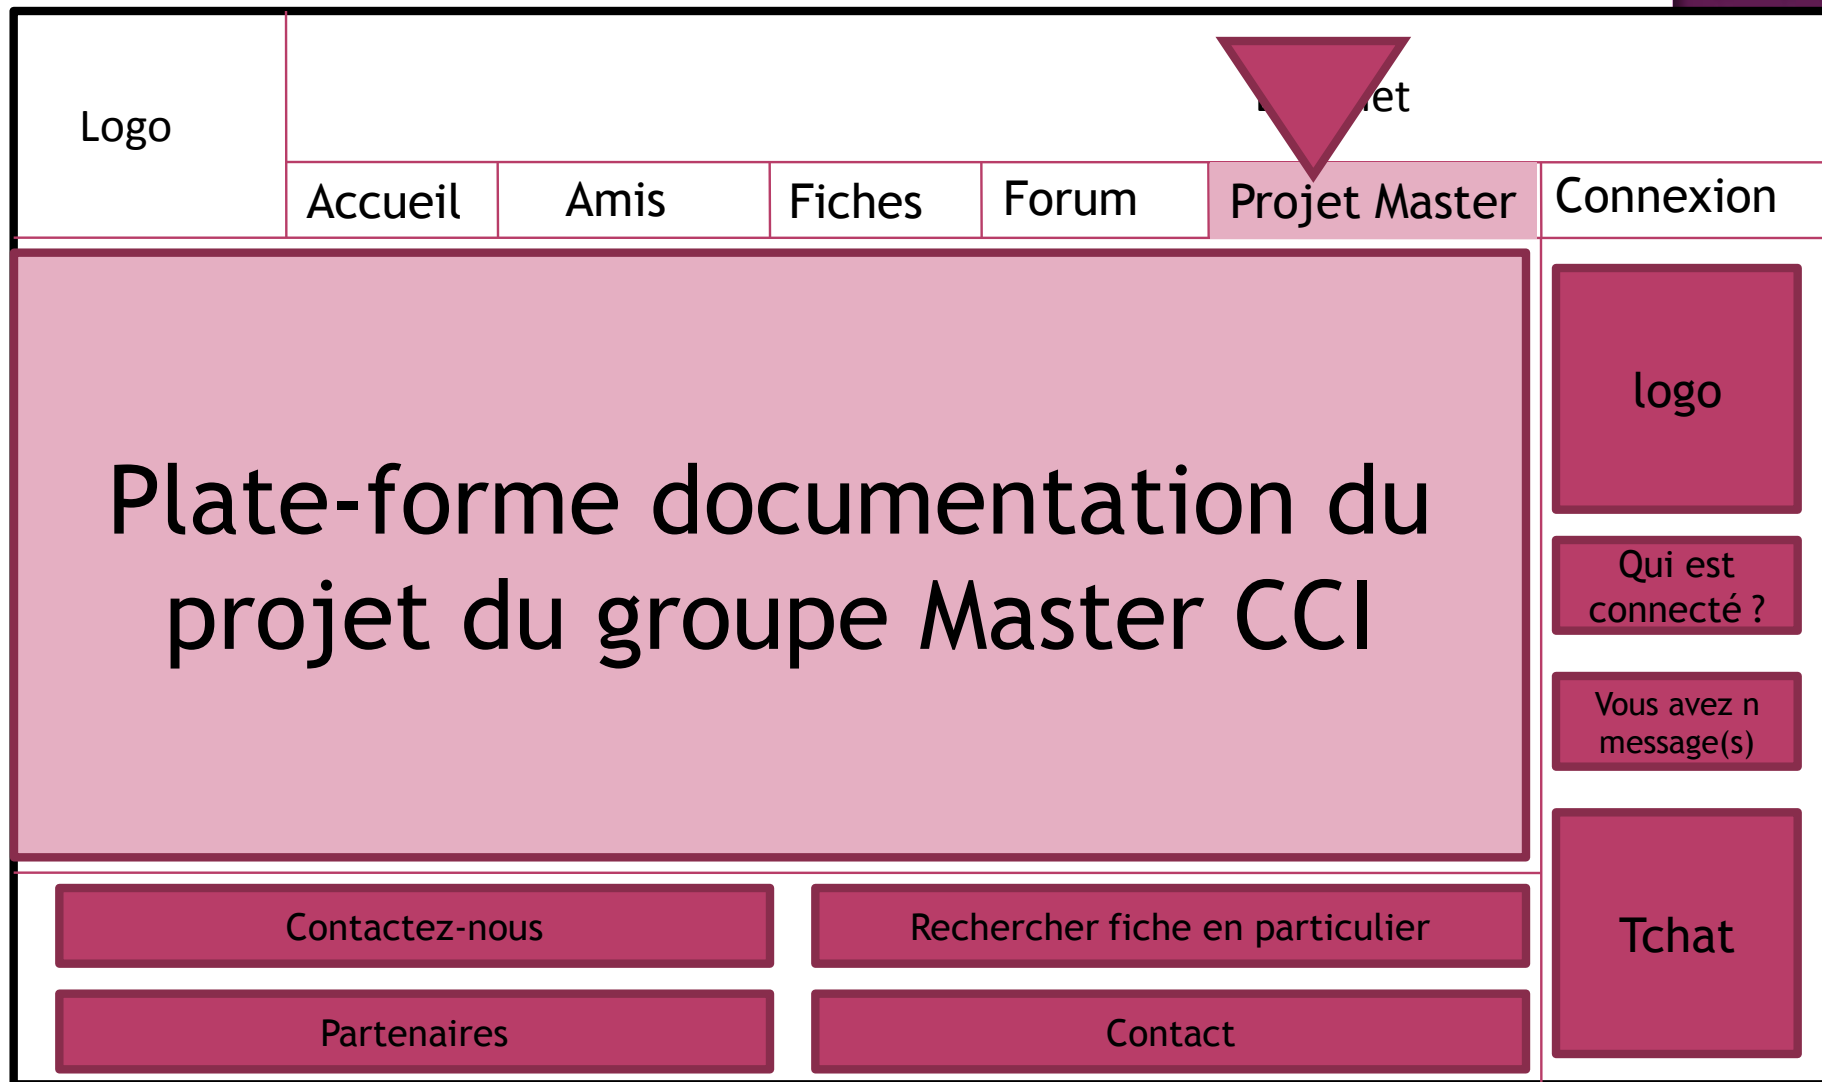 Logo
Accueil
Amis
Fiches
Forum
Projet Master
Connexion
Plate-forme documentation du
projet du groupe Master CCI
logo
Qui est
connecté ?
Vous avez n
message(s)
Tchat
Contactez-nous
Rechercher fiche en particulier
Partenaires
Contact